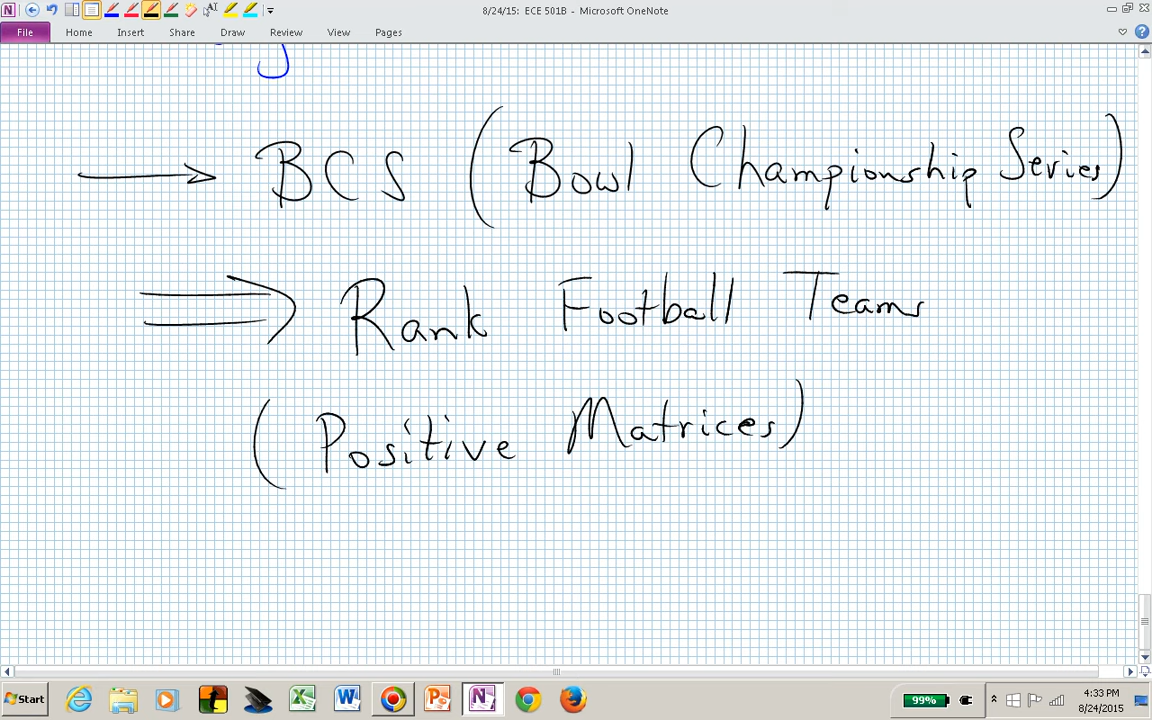 8/24/15: ECE 501B - Microsoft OneNote
File Home Insert Share Draw Review View Pages
→ BCS (Bowl Championship Series)
⇒ Rank Football Teams
(Positive Matrices)
Start
99%
4:33 PM
8/24/2015